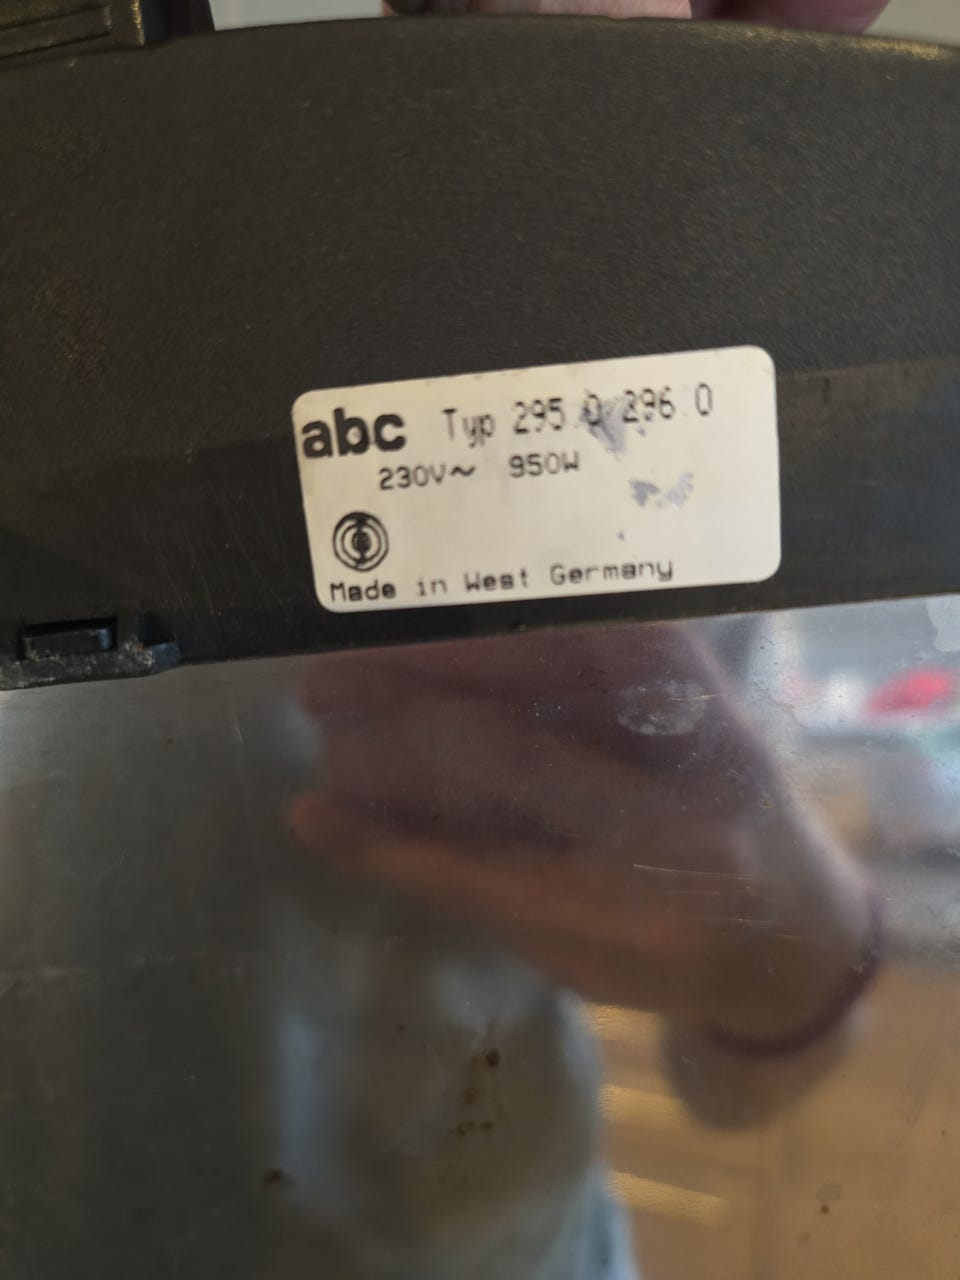 abc Typ 295.0 296.0
230V~ 950W
Made in West Germany